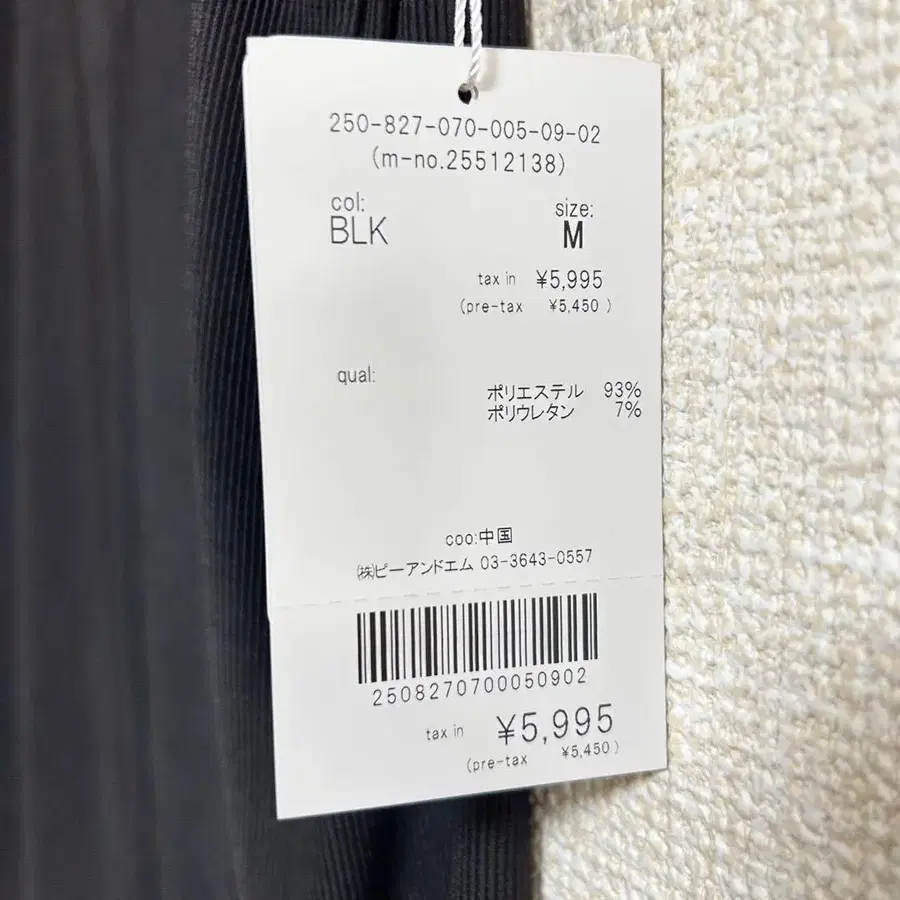 250-827-070-005-09-02
(m-no.25512138)
col: size:
BLK M
tax in ¥5,995
(pre-tax ¥5,450 )
qual:
ポリエステル 93%
ポリウレタン 7%
coo:中国
㈱ピーアンドエム 03-3643-0557
2508270700050902
tax in ¥5,995
(pre-tax ¥5,450 )